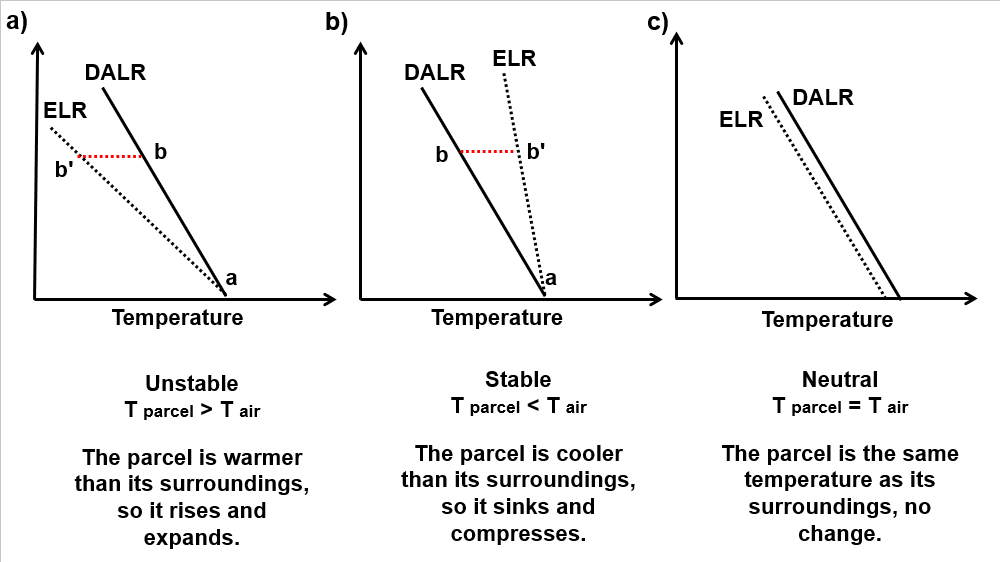 a)
DALR
ELR
b
b'
a
Temperature
Unstable
T parcel > T air
The parcel is warmer
than its surroundings,
so it rises and
expands.
b)
DALR
ELR
b
b'
a
Temperature
Stable
T parcel < T air
The parcel is cooler
than its surroundings,
so it sinks and
compresses.
c)
DALR
ELR
Temperature
Neutral
T parcel = T air
The parcel is the same
temperature as its
surroundings, no
change.